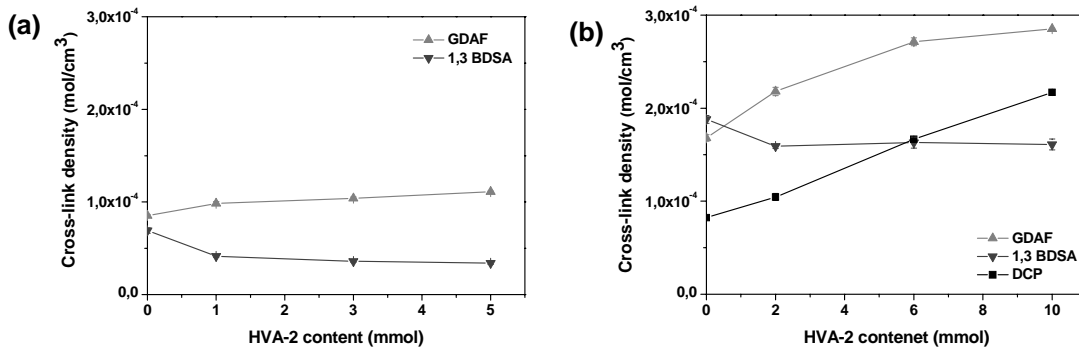 (a)
Cross-link density (mol/cm³)
3,0x10⁻⁴
2,0x10⁻⁴
1,0x10⁻⁴
0,0
0 1 2 3 4 5
HVA-2 content (mmol)
GDAF
1,3 BDSA
(b)
Cross-link density (mol/cm³)
3,0x10⁻⁴
2,0x10⁻⁴
1,0x10⁻⁴
0,0
0 2 4 6 8 10
HVA-2 contenet (mmol)
GDAF
1,3 BDSA
DCP